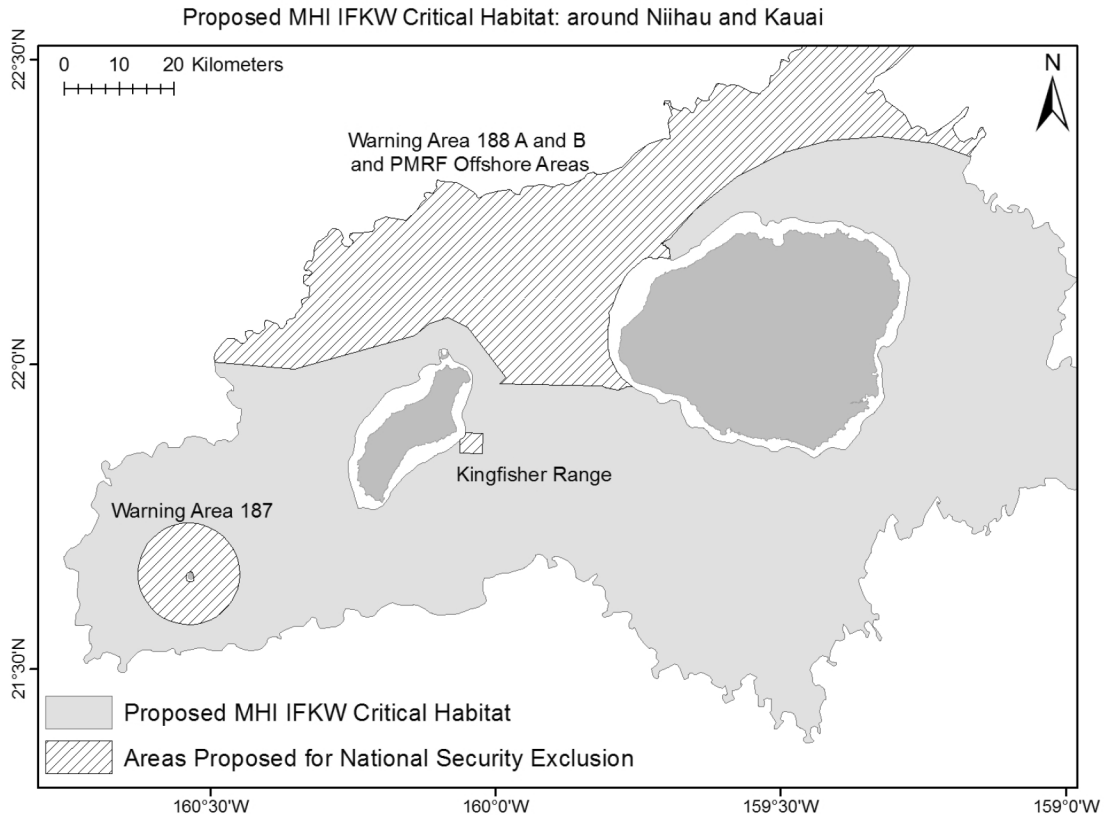 Proposed MHI IFKW Critical Habitat: around Niihau and Kauai
22°30'N
0 10 20 Kilometers
N
Warning Area 188 A and B
and PMRF Offshore Areas
22°0'N
Kingfisher Range
Warning Area 187
21°30'N
Proposed MHI IFKW Critical Habitat
Areas Proposed for National Security Exclusion
160°30'W 160°0'W 159°30'W 159°0'W